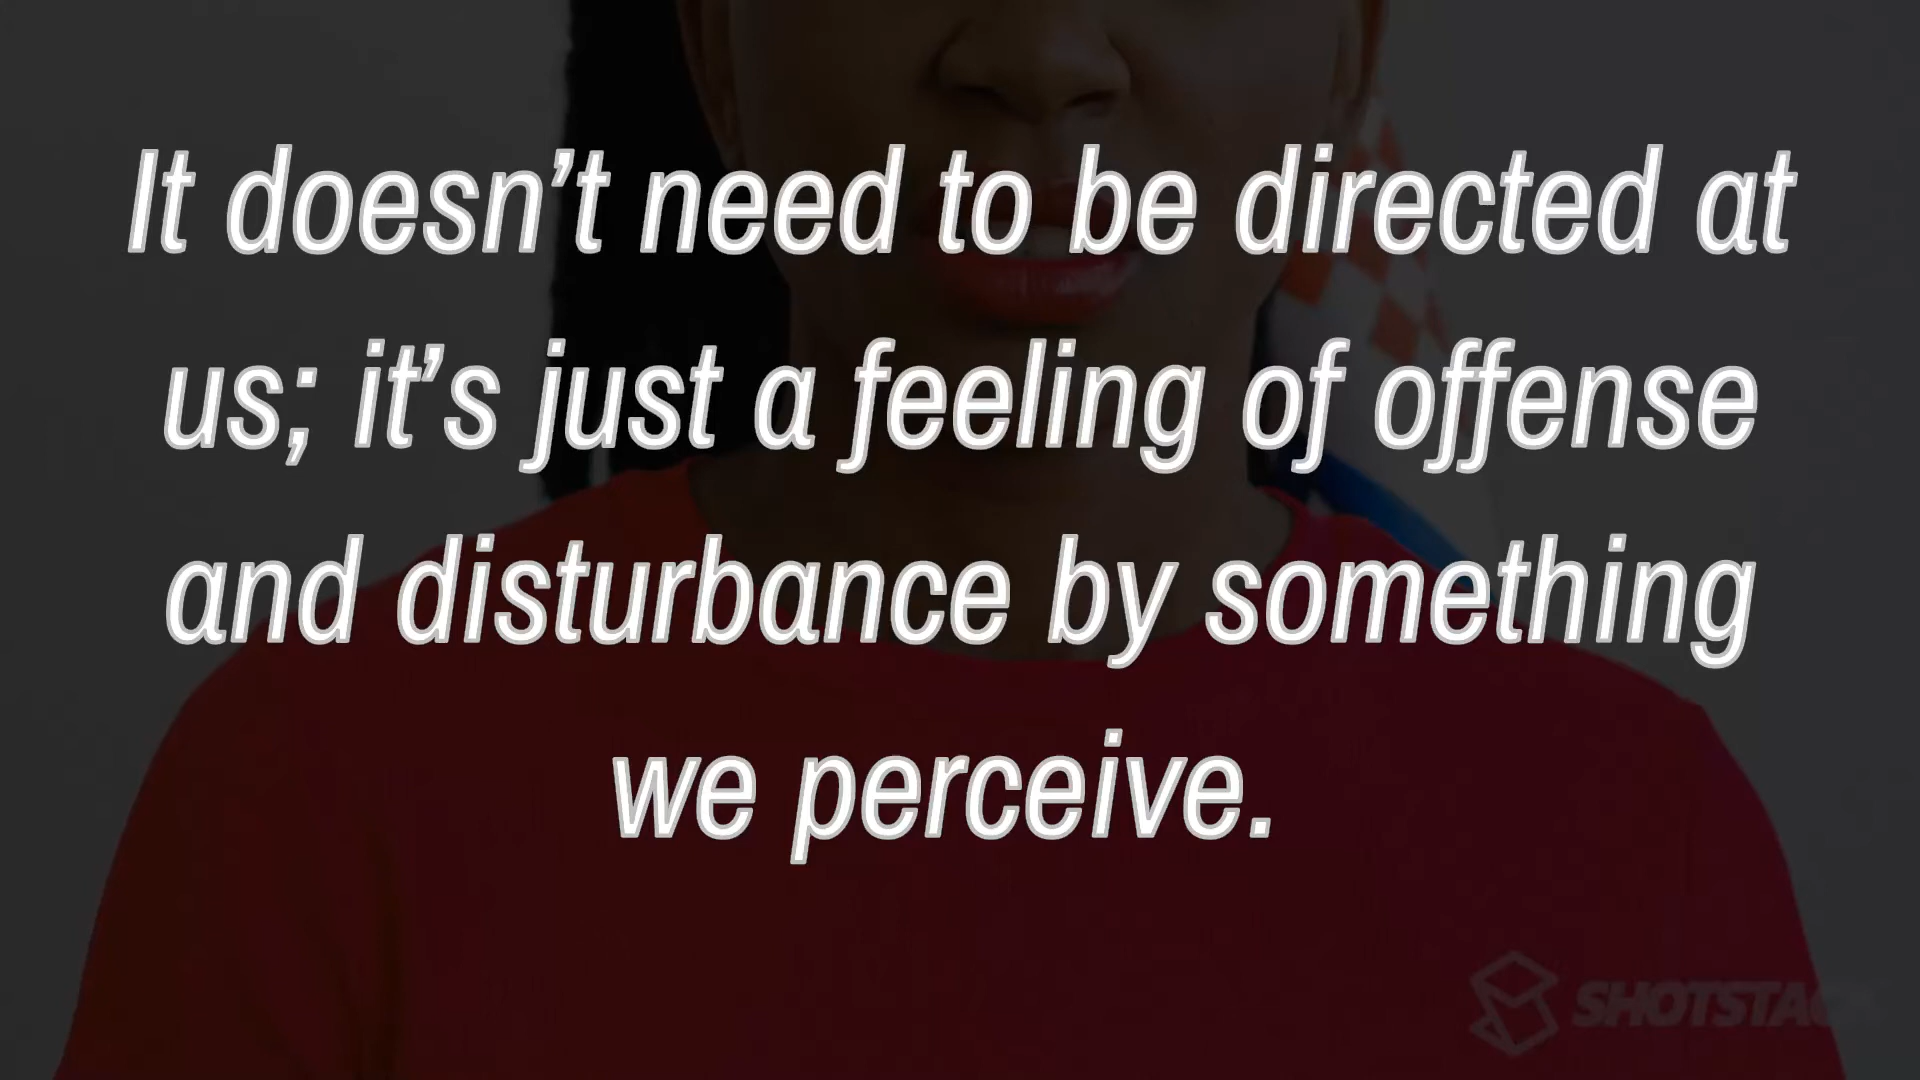 It doesn’t need to be directed at
us; it’s just a feeling of offense
and disturbance by something
we perceive.
SHOTSTACK